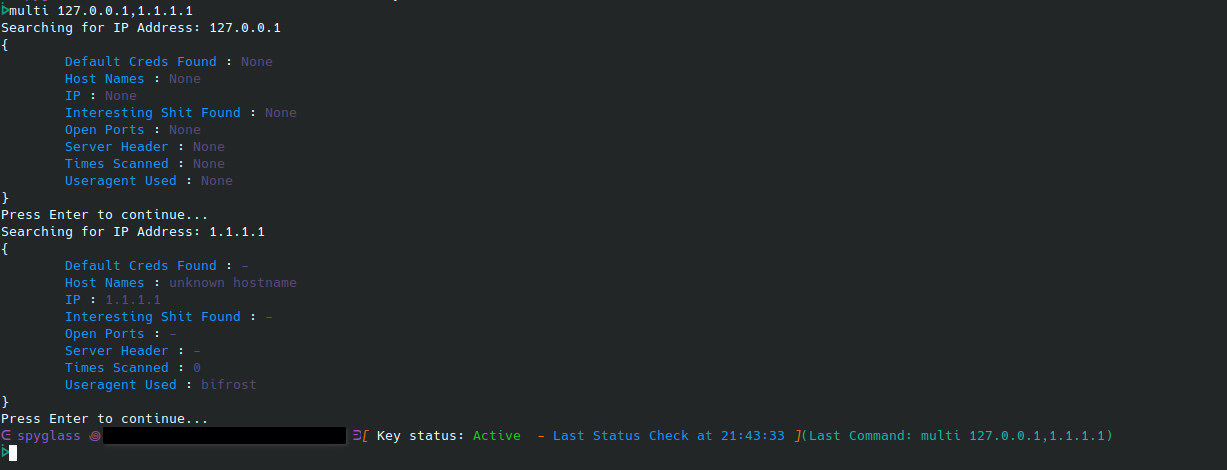 ᐅmulti 127.0.0.1,1.1.1.1
Searching for IP Address: 127.0.0.1
{
Default Creds Found : None
Host Names : None
IP : None
Interesting Shit Found : None
Open Ports : None
Server Header : None
Times Scanned : None
Useragent Used : None
}
Press Enter to continue...
Searching for IP Address: 1.1.1.1
{
Default Creds Found : –
Host Names : unknown hostname
IP : 1.1.1.1
Interesting Shit Found : –
Open Ports : –
Server Header : –
Times Scanned : 0
Useragent Used : bifrost
}
Press Enter to continue...
⋲ spyglass ⊃[ Key status: Active – Last Status Check at 21:43:33 ](Last Command: multi 127.0.0.1,1.1.1.1)
ᐅ